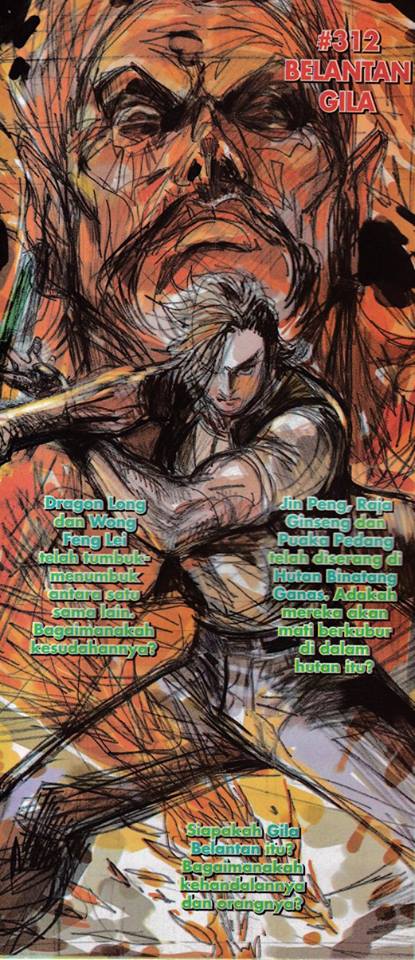 #312
BELANTAN
GILA
Dragon Long
dan Wong
Feng Lei
telah tumbuk-
menumbuk
antara satu
sama lain.
Bagaimanakah
kesudahannya?
Jin Peng, Raja
Ginseng dan
Puaka Pedang
telah diserang di
Hutan Binatang
Ganas. Adakah
mereka akan
mati berkubur
di dalam
hutan itu?
Siapakah Gila
Belantan itu?
Bagaimanakah
kehandalannya
dan orangnya?